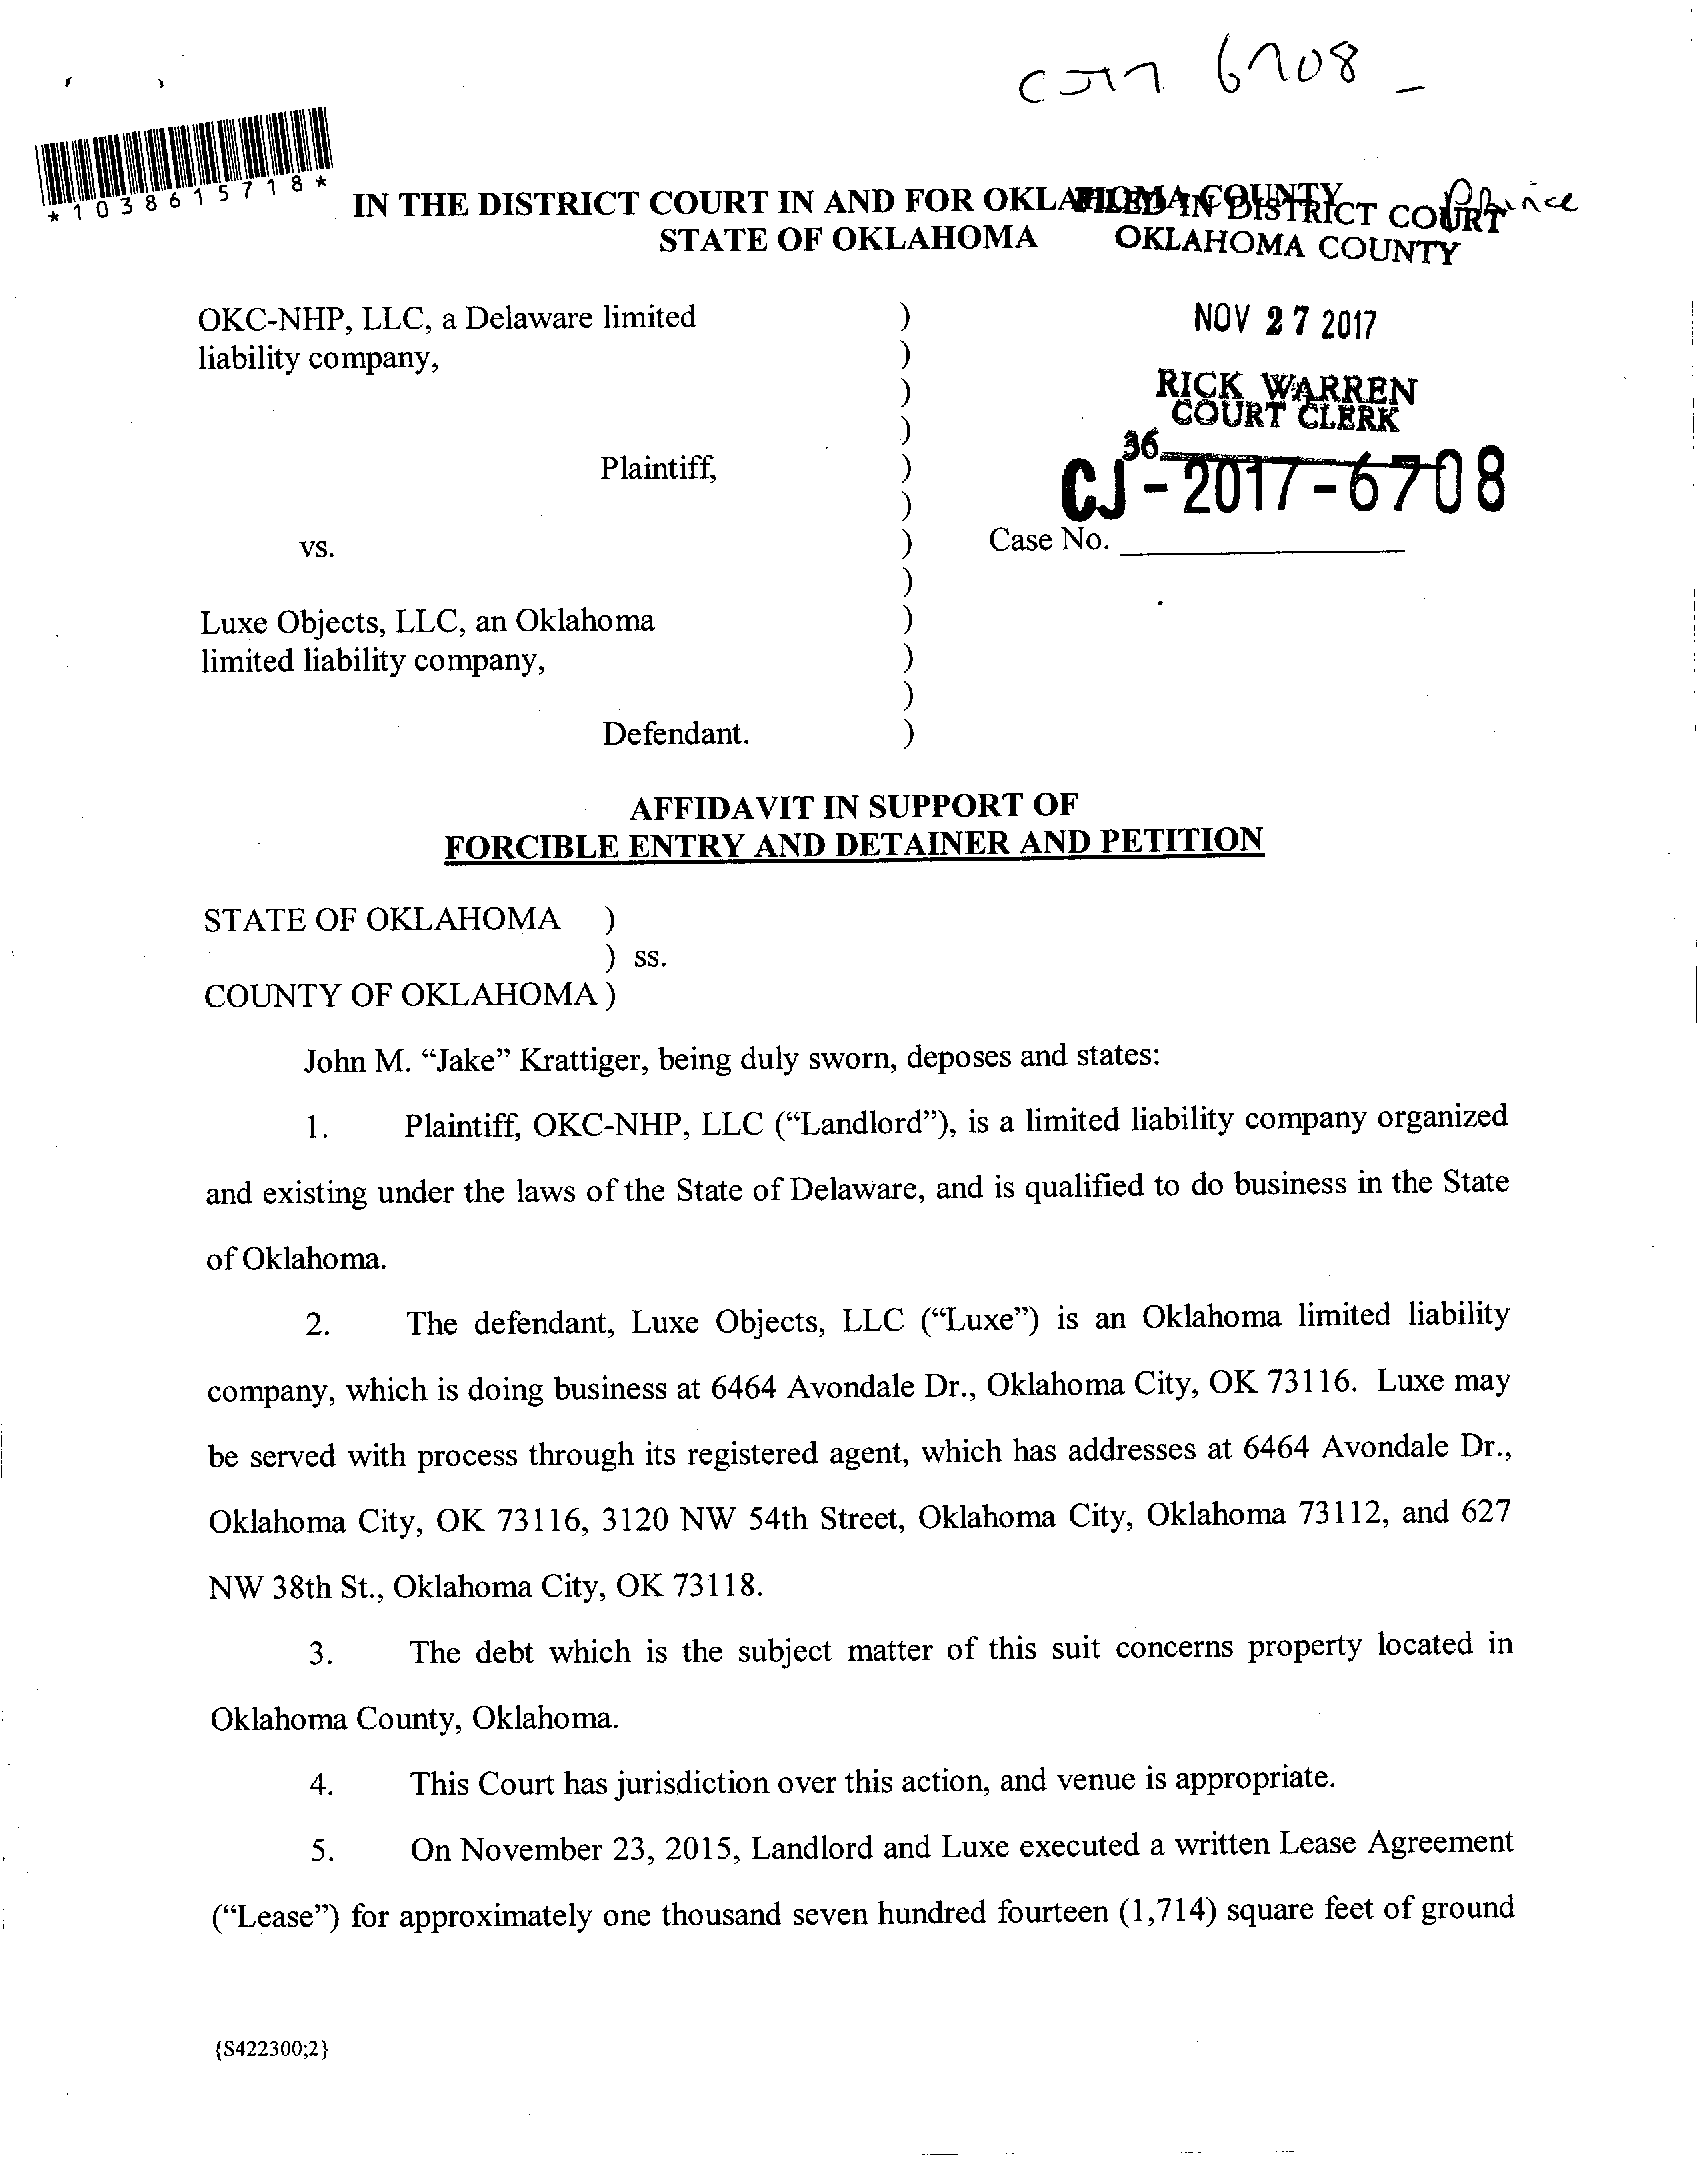 6708
*1038615718*
IN THE DISTRICT COURT IN AND FOR OKLAHOMA COUNTY
STATE OF OKLAHOMA
FILED IN DISTRICT COURT
OKLAHOMA COUNTY
OKC-NHP, LLC, a Delaware limited )
liability company, )
)
)
Plaintiff, )
)
vs. )
)
Luxe Objects, LLC, an Oklahoma )
limited liability company, )
)
Defendant. )
NOV 27 2017
RICK WARREN
COURT CLERK
36
CJ-2017-6708
Case No.
AFFIDAVIT IN SUPPORT OF
FORCIBLE ENTRY AND DETAINER AND PETITION
STATE OF OKLAHOMA )
) ss.
COUNTY OF OKLAHOMA )
John M. “Jake” Krattiger, being duly sworn, deposes and states:
1. Plaintiff, OKC-NHP, LLC (“Landlord”), is a limited liability company organized
and existing under the laws of the State of Delaware, and is qualified to do business in the State
of Oklahoma.
2. The defendant, Luxe Objects, LLC (“Luxe”) is an Oklahoma limited liability
company, which is doing business at 6464 Avondale Dr., Oklahoma City, OK 73116. Luxe may
be served with process through its registered agent, which has addresses at 6464 Avondale Dr.,
Oklahoma City, OK 73116, 3120 NW 54th Street, Oklahoma City, Oklahoma 73112, and 627
NW 38th St., Oklahoma City, OK 73118.
3. The debt which is the subject matter of this suit concerns property located in
Oklahoma County, Oklahoma.
4. This Court has jurisdiction over this action, and venue is appropriate.
5. On November 23, 2015, Landlord and Luxe executed a written Lease Agreement
(“Lease”) for approximately one thousand seven hundred fourteen (1,714) square feet of ground
{S422300;2}